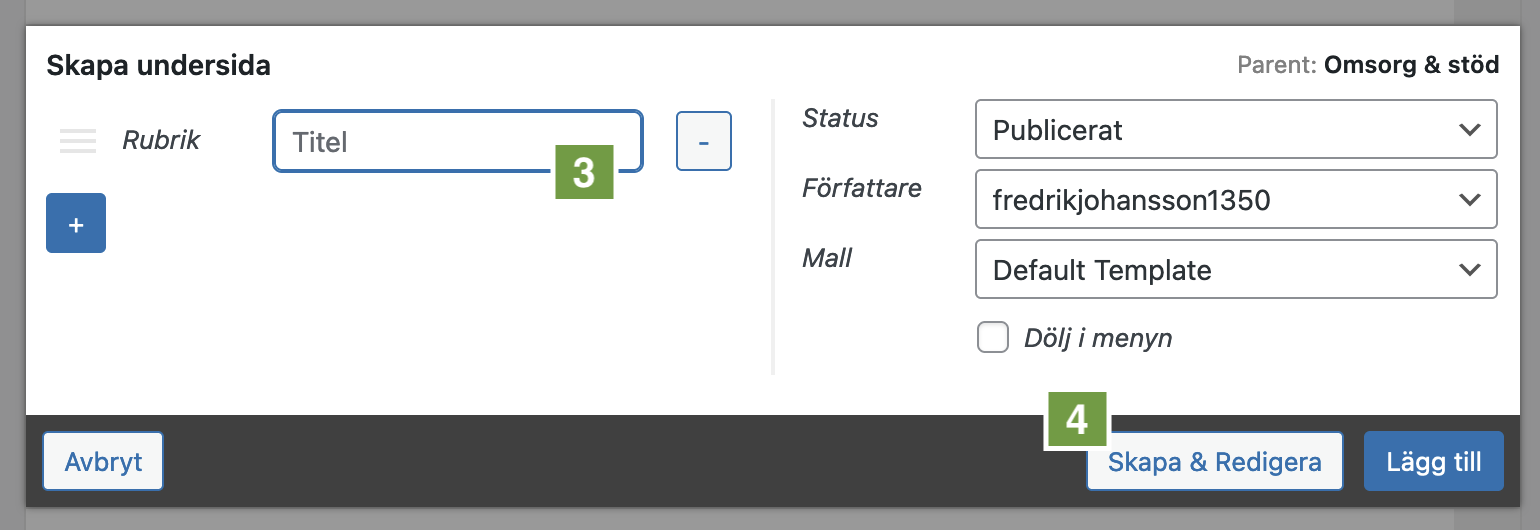 Skapa undersida
Parent: Omsorg & stöd
Rubrik
Titel
-
3
+
Status
Publicerat
Författare
fredrikjohansson1350
Mall
Default Template
Dölj i menyn
4
Avbryt
Skapa & Redigera
Lägg till